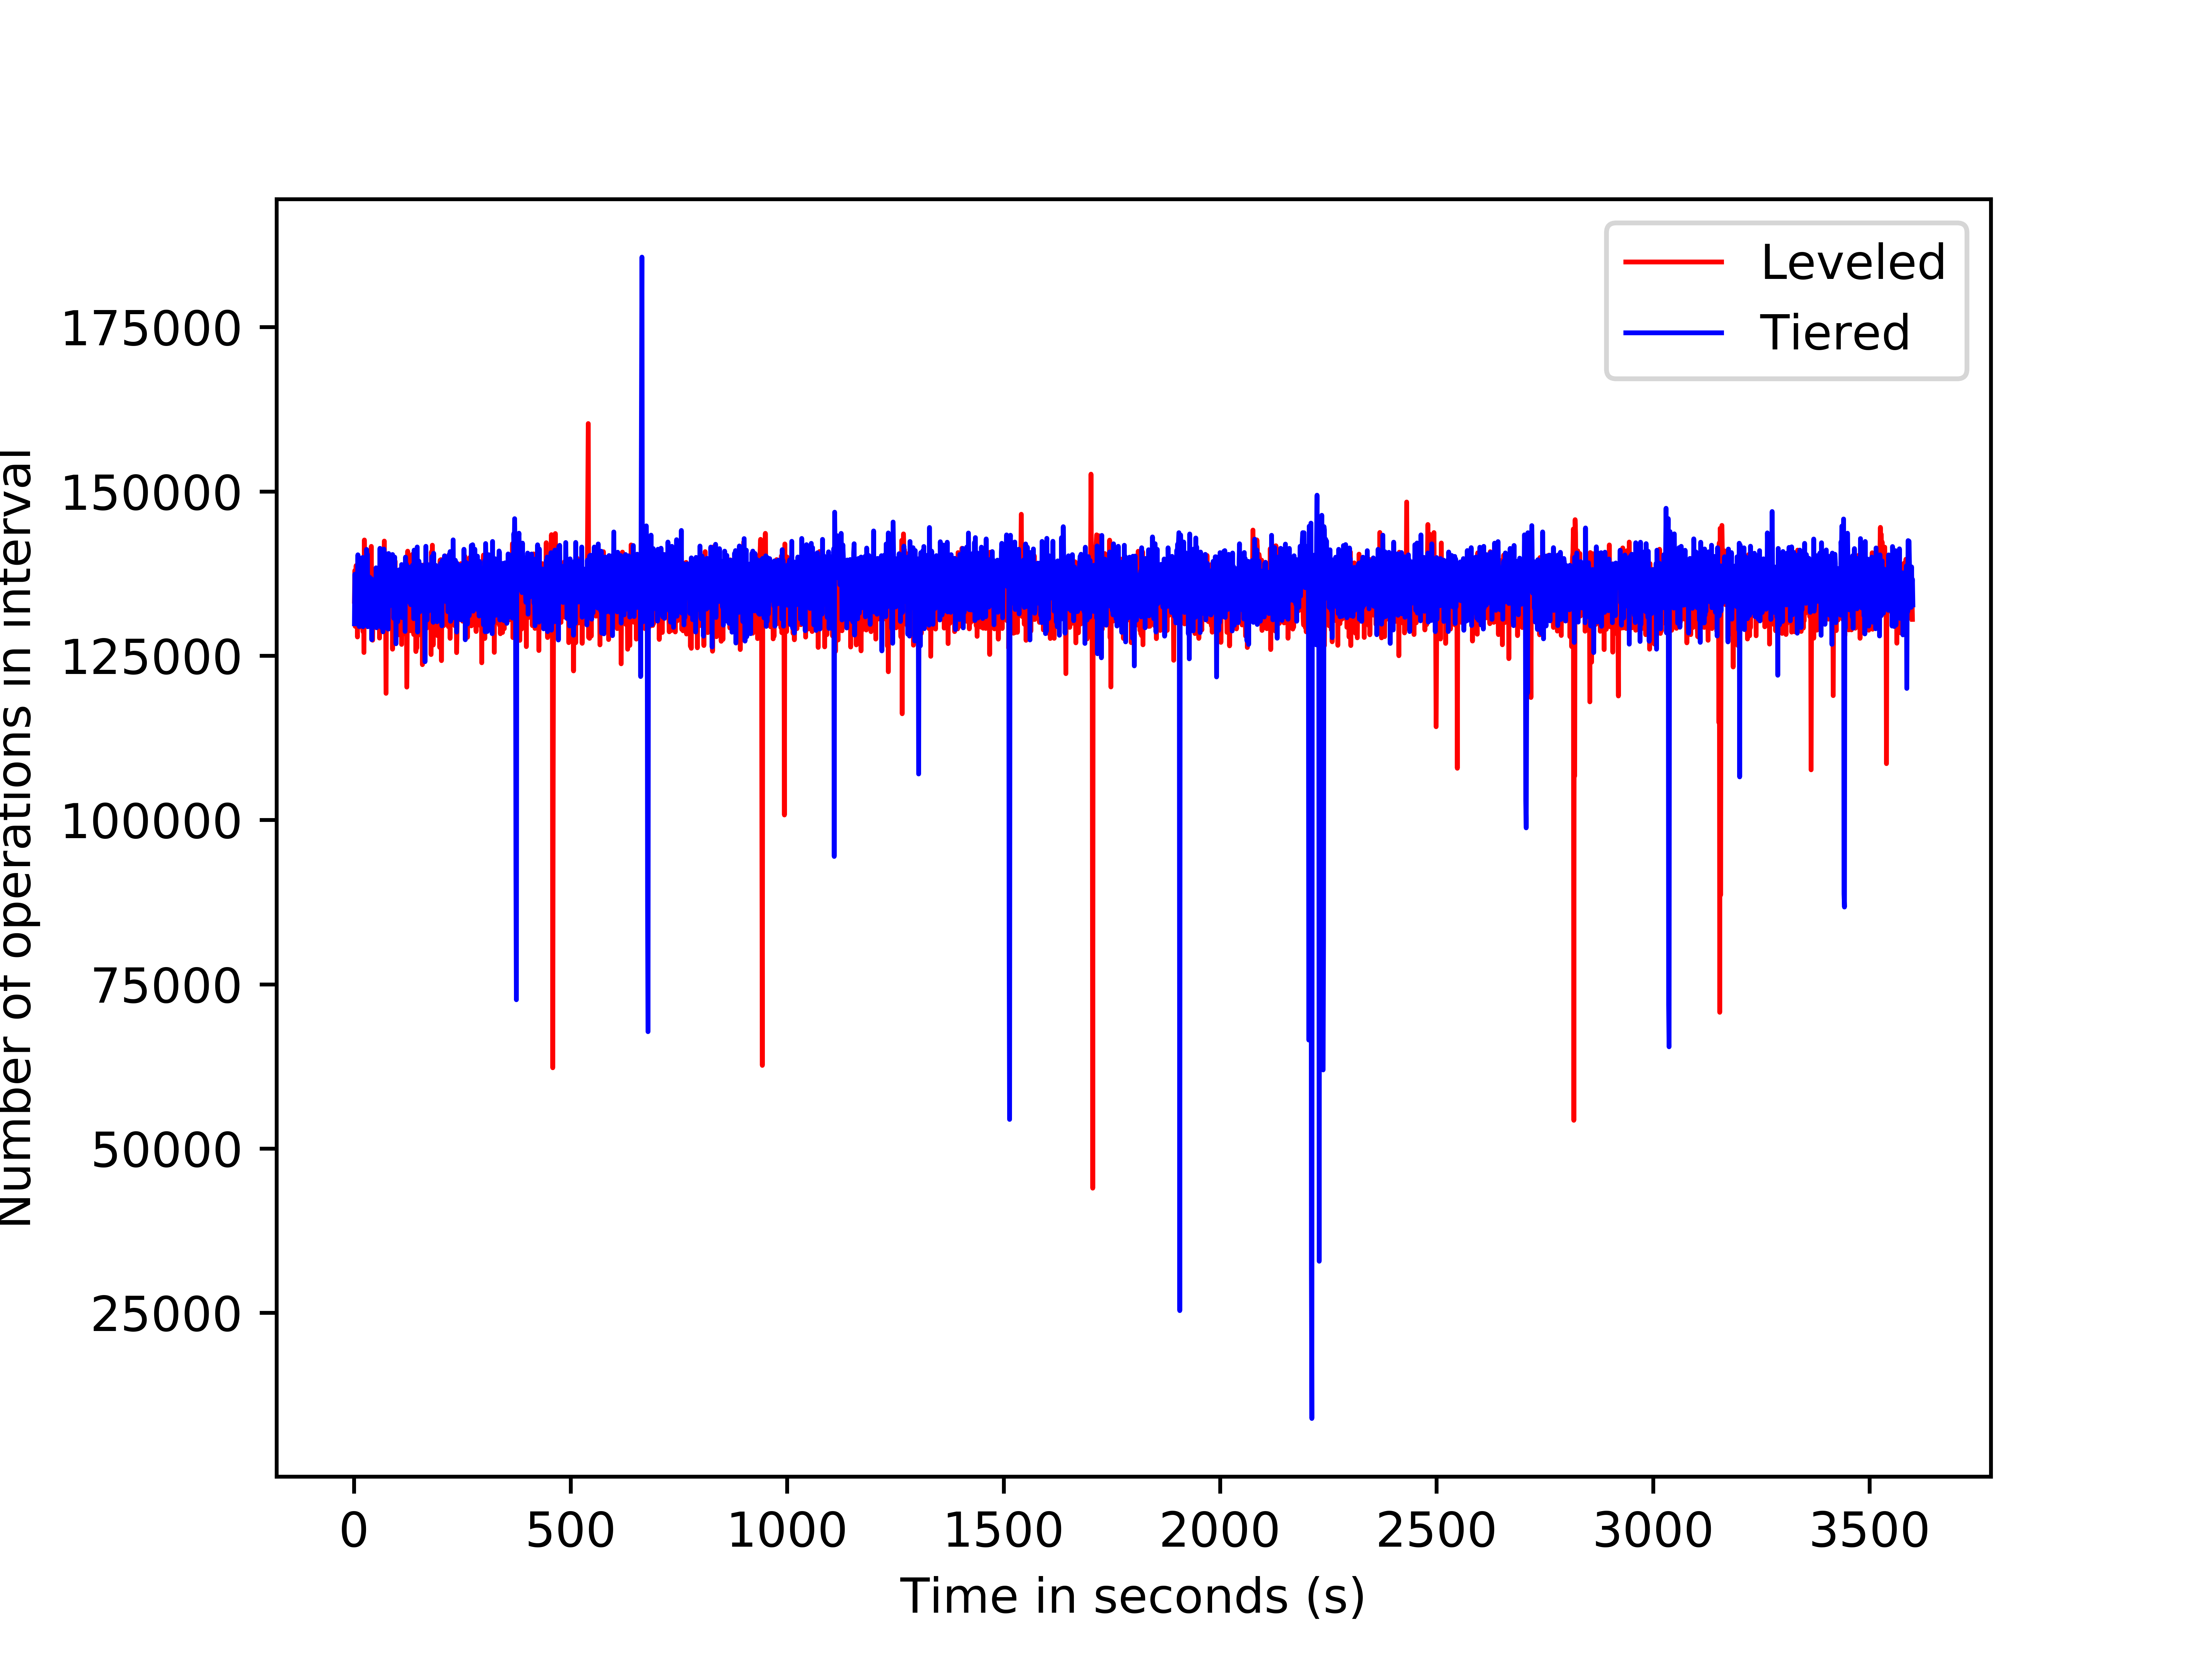 Leveled
Tiered
175000
150000
125000
100000
75000
50000
25000
Number of operations in interval
0 500 1000 1500 2000 2500 3000 3500
Time in seconds (s)